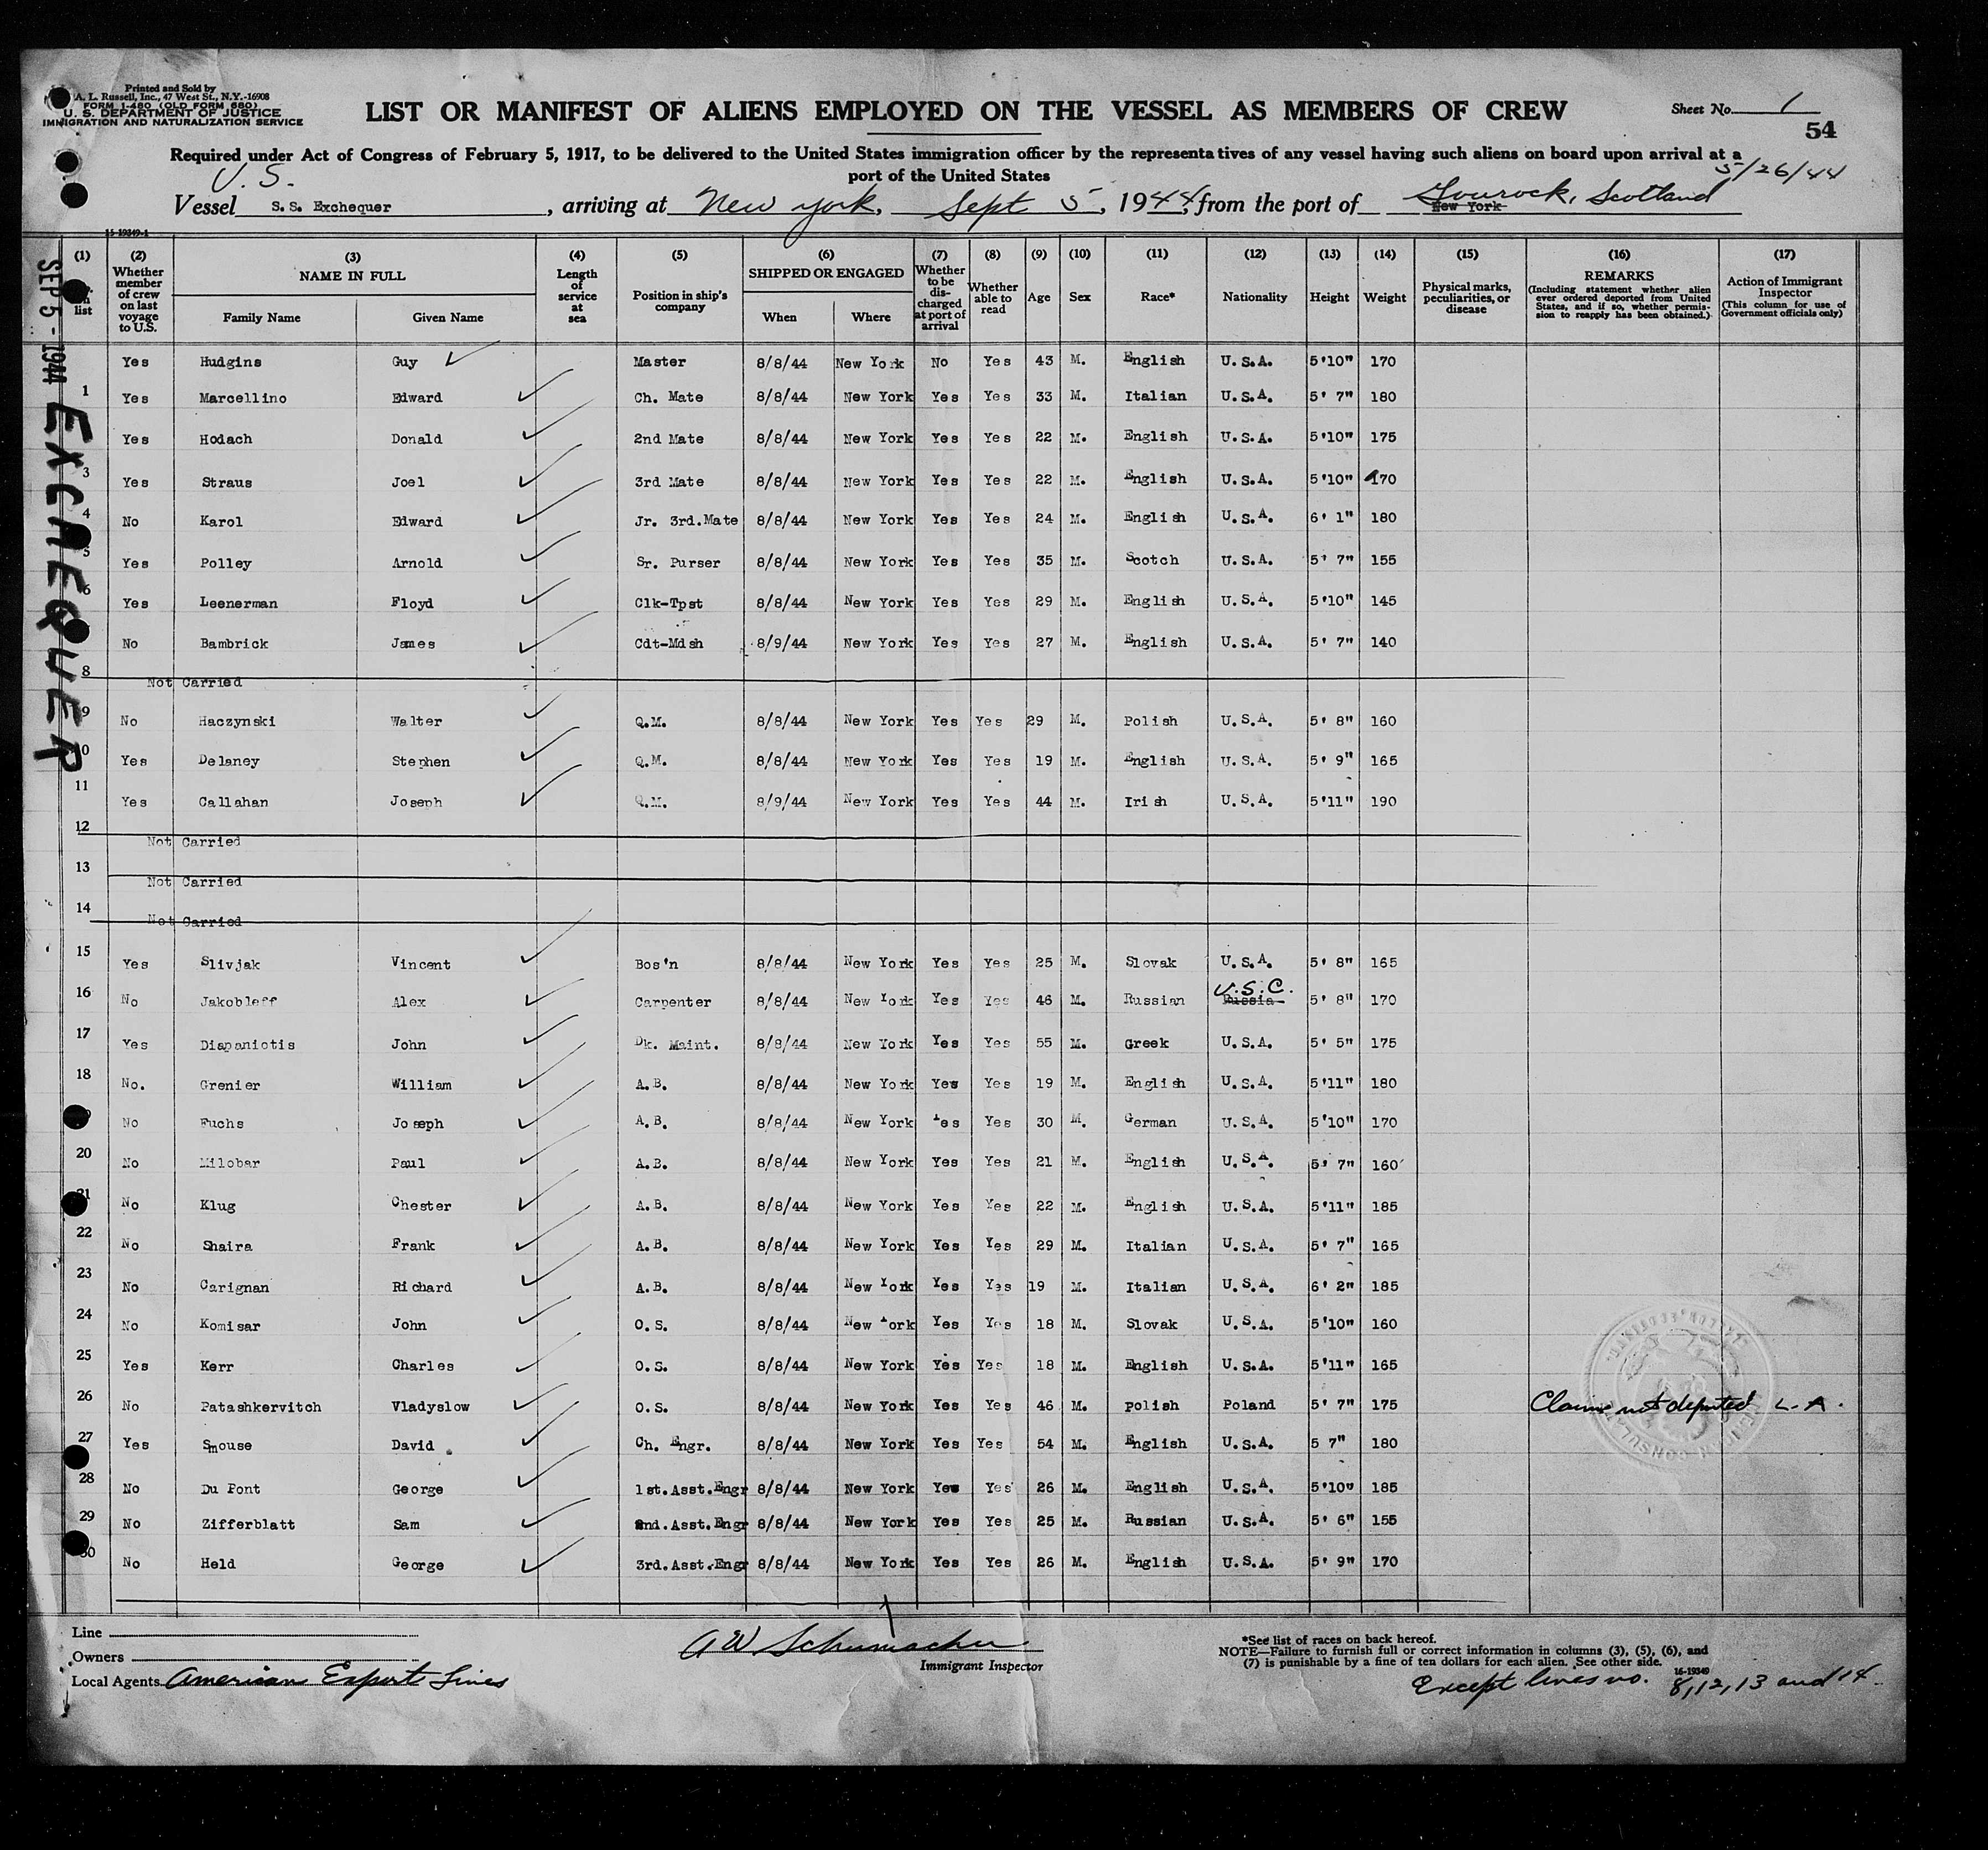 Printed and Sold by
A. L. Russell, Inc., 47 West St., N.Y.-16908
FORM I-480 (OLD FORM 680)
U. S. DEPARTMENT OF JUSTICE
IMMIGRATION AND NATURALIZATION SERVICE
LIST OR MANIFEST OF ALIENS EMPLOYED ON THE VESSEL AS MEMBERS OF CREW
Sheet No. 1
54
Required under Act of Congress of February 5, 1917, to be delivered to the United States immigration officer by the representatives of any vessel having such aliens on board upon arrival at a
port of the United States
5/26/44
U.S.
Vessel S.S. Exchequer, arriving at New York, Sept 5, 1944, from the port of Gourock, Scotland
New York
16-19349-1
SEP 5 - 1944 EXCHEQUER
(1) list
(2) Whether member of crew on last voyage to U.S.
(3) NAME IN FULL Family Name Given Name
(4) Length of service at sea
(5) Position in ship's company
(6) SHIPPED OR ENGAGED When Where
(7) Whether to be discharged at port of arrival
(8) Whether able to read
(9) Age
(10) Sex
(11) Race*
(12) Nationality
(13) Height
(14) Weight
(15) Physical marks, peculiarities, or disease
(16) REMARKS (Including statement whether alien ever ordered deported from United States, and if so, whether permission to reapply has been obtained.)
(17) Action of Immigrant Inspector (This column for use of Government officials only)
Yes Hudgins Guy Master 8/8/44 New York No Yes 43 M. English U.S.A. 5'10" 170
1 Yes Marcellino Edward Ch. Mate 8/8/44 New York Yes Yes 33 M. Italian U.S.A. 5' 7" 180
Yes Hodach Donald 2nd Mate 8/8/44 New York Yes Yes 22 M. English U.S.A. 5'10" 175
3 Yes Straus Joel 3rd Mate 8/8/44 New York Yes Yes 22 M. English U.S.A. 5'10" 170
4 No Karol Edward Jr. 3rd.Mate 8/8/44 New York Yes Yes 24 M. English U.S.A. 6' 1" 180
5 Yes Polley Arnold Sr. Purser 8/8/44 New York Yes Yes 35 M. Scotch U.S.A. 5' 7" 155
6 Yes Leenerman Floyd Clk-Tpst 8/8/44 New York Yes Yes 29 M. English U.S.A. 5'10" 145
No Bambrick James Cdt-Mdsh 8/9/44 New York Yes Yes 27 M. English U.S.A. 5' 7" 140
8 Not Carried
9 No Haczynski Walter Q.M. 8/8/44 New York Yes Yes 29 M. Polish U.S.A. 5' 8" 160
10 Yes Delaney Stephen Q.M. 8/8/44 New York Yes Yes 19 M. English U.S.A. 5' 9" 165
11 Yes Callahan Joseph Q.M. 8/9/44 New York Yes Yes 44 M. Irish U.S.A. 5'11" 190
12 Not Carried
13 Not Carried
14 Not Carried
15 Yes Slivjak Vincent Bos'n 8/8/44 New York Yes Yes 25 M. Slovak U.S.A. 5' 8" 165
16 No Jakobleff Alex Carpenter 8/8/44 New York Yes Yes 46 M. Russian U.S.C. Russia 5' 8" 170
17 Yes Diapaniotis John Dk. Maint. 8/8/44 New York Yes Yes 55 M. Greek U.S.A. 5' 5" 175
18 No. Grenier William A.B. 8/8/44 New York Yes Yes 19 M. English U.S.A. 5'11" 180
No Fuchs Joseph A.B. 8/8/44 New York Yes Yes 30 M. German U.S.A. 5'10" 170
20 No Milobar Paul A.B. 8/8/44 New York Yes Yes 21 M. English U.S.A. 5' 7" 160
21 No Klug Chester A.B. 8/8/44 New York Yes Yes 22 M. English U.S.A. 5'11" 185
22 No Shaira Frank A.B. 8/8/44 New York Yes Yes 29 M. Italian U.S.A. 5' 7" 165
23 No Carignan Richard A.B. 8/8/44 New York Yes Yes 19 M. Italian U.S.A. 6' 2" 185
24 No Komisar John O.S. 8/8/44 New York Yes Yes 18 M. Slovak U.S.A. 5'10" 160
25 Yes Kerr Charles O.S. 8/8/44 New York Yes Yes 18 M. English U.S.A. 5'11" 165
26 No Patashkervitch Vladyslow O.S. 8/8/44 New York Yes Yes 46 M. polish Poland 5' 7" 175 Claims not deported L.A.
27 Yes Smouse David Ch. Engr. 8/8/44 New York Yes Yes 54 M. English U.S.A. 5 7" 180
28 No Du Pont George 1st.Asst.Engr 8/8/44 New York Yes Yes 26 M. English U.S.A. 5'10" 185
29 No Zifferblatt Sam 2nd.Asst.Engr 8/8/44 New York Yes Yes 25 M. Russian U.S.A. 5' 6" 155
30 No Held George 3rd.Asst.Engr 8/8/44 New York Yes Yes 26 M. English U.S.A. 5' 9" 170
Line
Owners
Local Agents American Export Lines
A W Schumacher
Immigrant Inspector
*See list of races on back hereof.
NOTE—Failure to furnish full or correct information in columns (3), (5), (6), and
(7) is punishable by a fine of ten dollars for each alien. See other side.
16-19349
Except lines no. 8, 12, 13 and 14